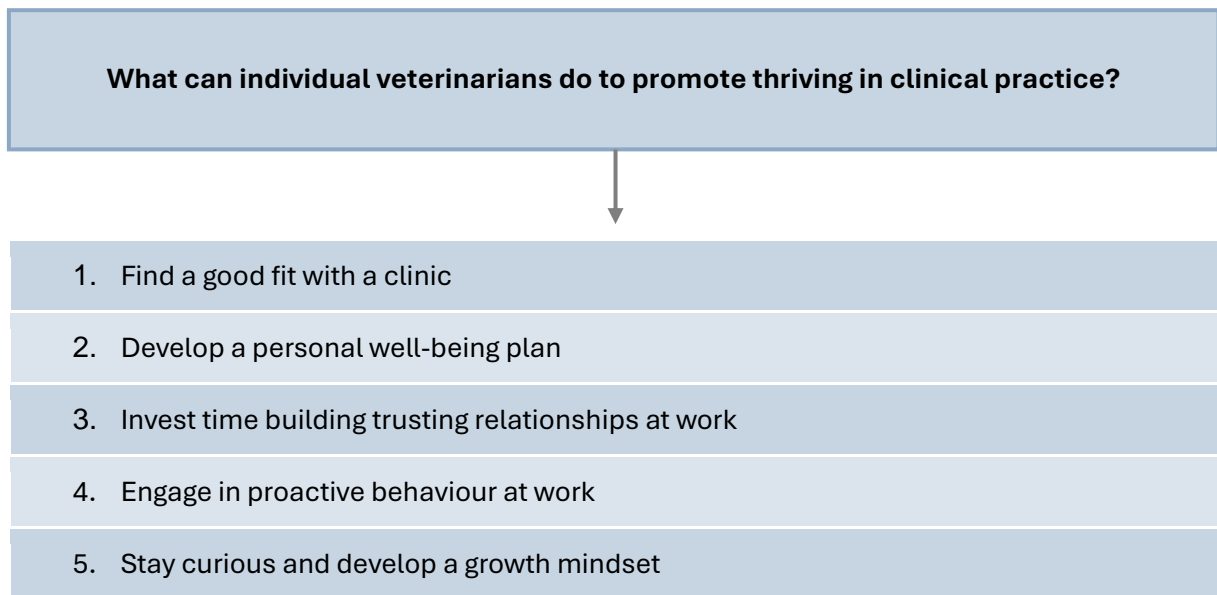 What can individual veterinarians do to promote thriving in clinical practice?
1. Find a good fit with a clinic
2. Develop a personal well-being plan
3. Invest time building trusting relationships at work
4. Engage in proactive behaviour at work
5. Stay curious and develop a growth mindset